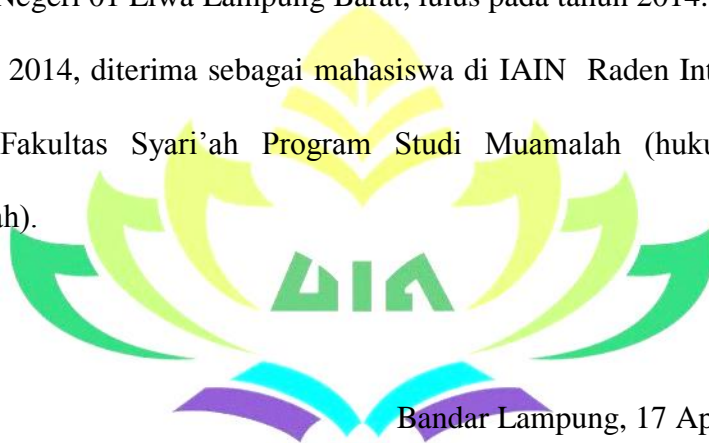 Negeri 01 Liwa Lampung Barat, lulus pada tahun 2014.
2014, diterima sebagai mahasiswa di IAIN Raden Int
Fakultas Syari’ah Program Studi Muamalah (huku
ah).
UIN
Bandar Lampung, 17 Ap